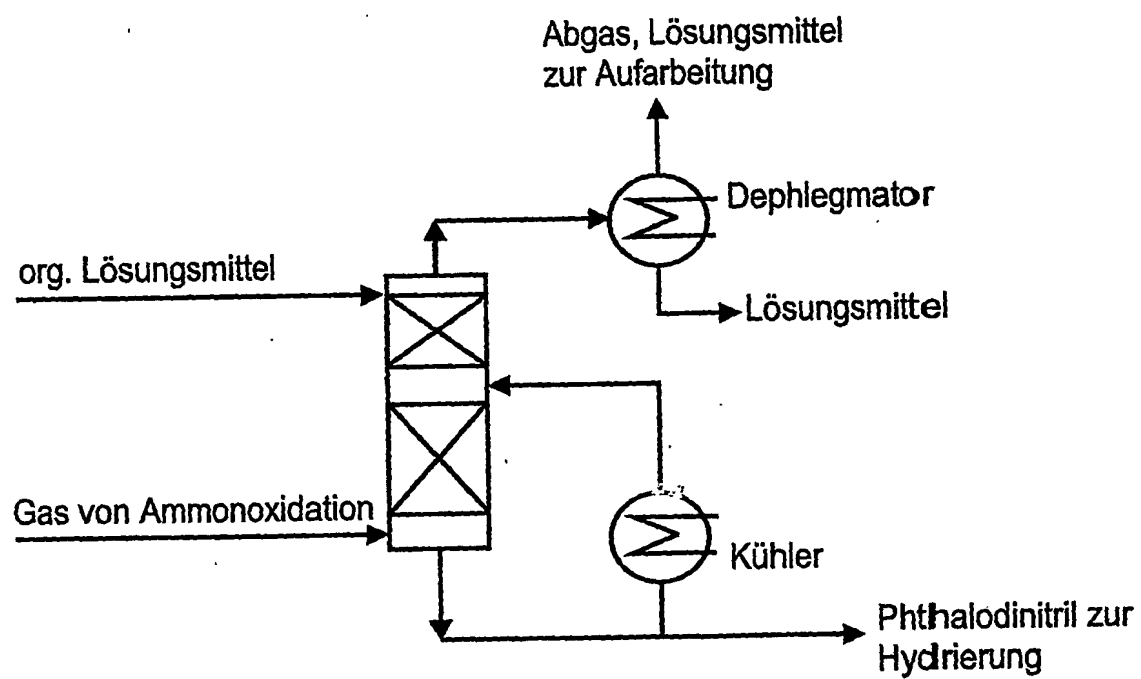 Abgas, Lösungsmittel
zur Aufarbeitung
Dephlegmator
org. Lösungsmittel
Lösungsmittel
Gas von Ammonoxidation
Kühler
Phthalodinitril zur
Hydrierung